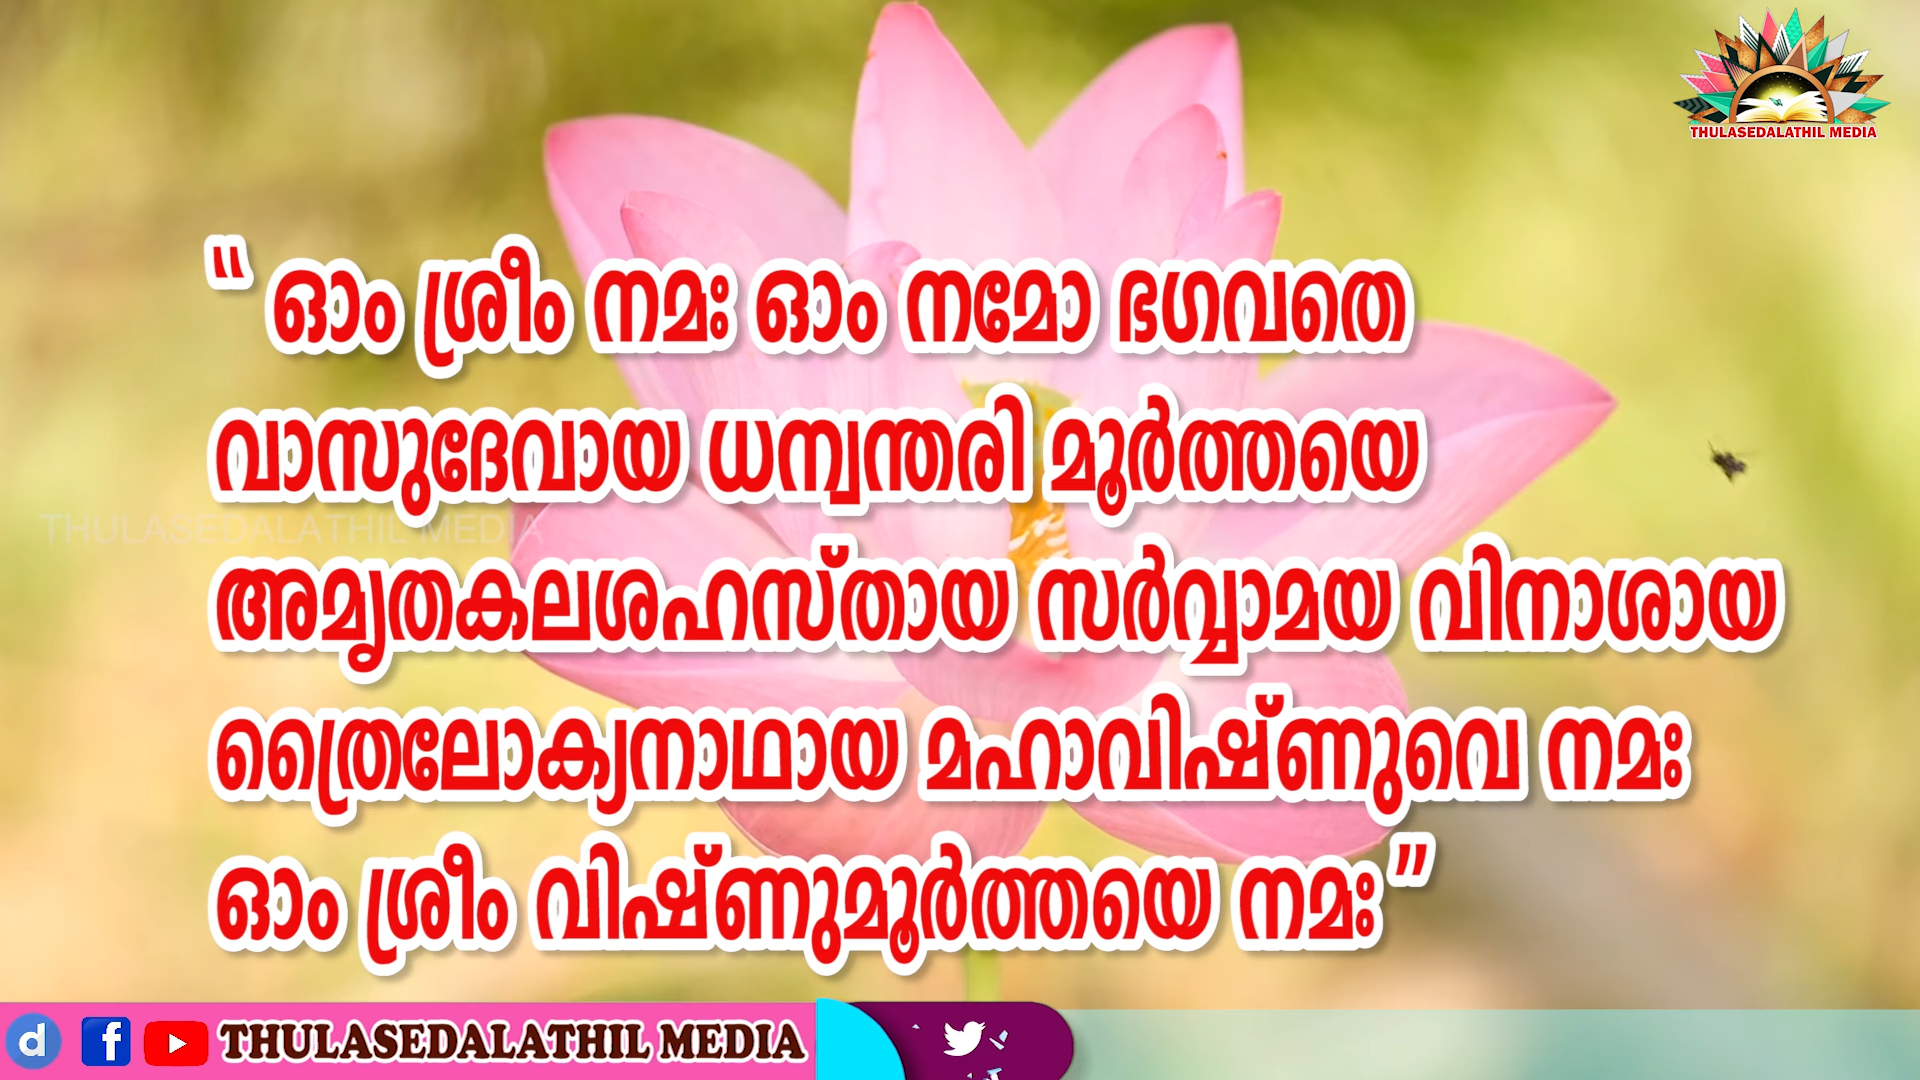 THULASEDALATHIL MEDIA
" ഓം ശ്രീം നമഃ ഓം നമോ ഭഗവതെ
വാസുദേവായ ധന്വന്തരി മൂർത്തയെ
THULASEDALATHIL MEDIA
അമൃതകലശഹസ്തായ സർവ്വാമയ വിനാശായ
ത്രൈലോക്യനാഥായ മഹാവിഷ്ണുവെ നമഃ
ഓം ശ്രീം വിഷ്ണുമൂർത്തയെ നമഃ"
d f THULASEDALATHIL MEDIA